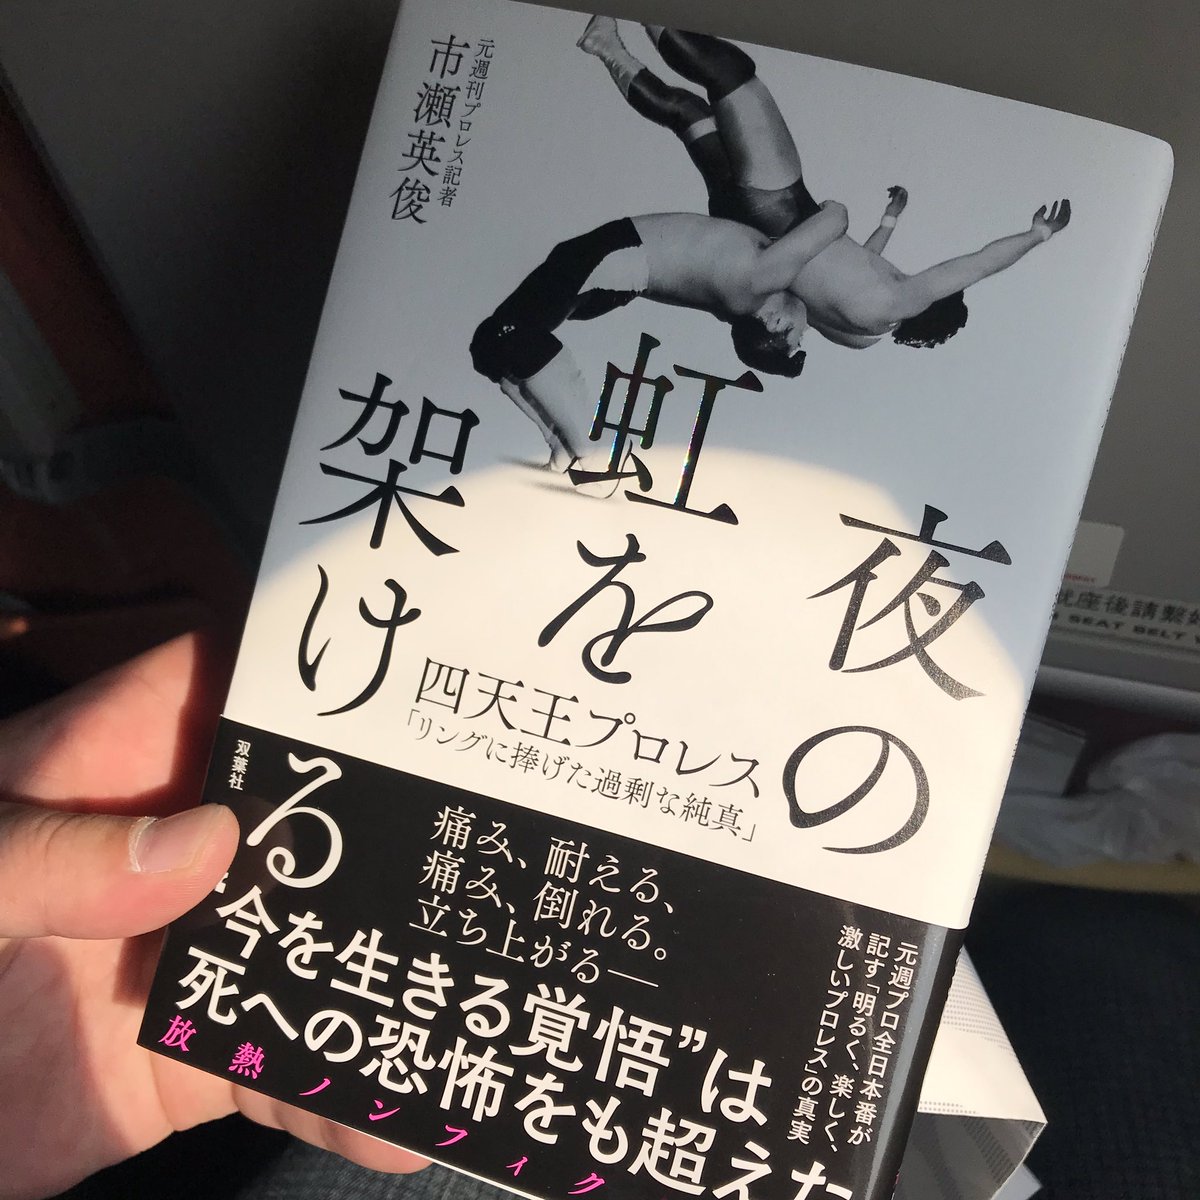 元週刊プロレス記者
市瀬英俊
夜の
虹を
架ける
四天王プロレス
「リングに捧げた過剰な純真」
双葉社
元週プロ全日本番が
記す「明るく、楽しく、
激しいプロレス」の真実
痛み、耐える、
痛み、倒れる。
立ち上がる——
“今を生きる覚悟”は
死への恐怖をも超えた
放熱ノンフィク
座後請繫
SEAT BELT